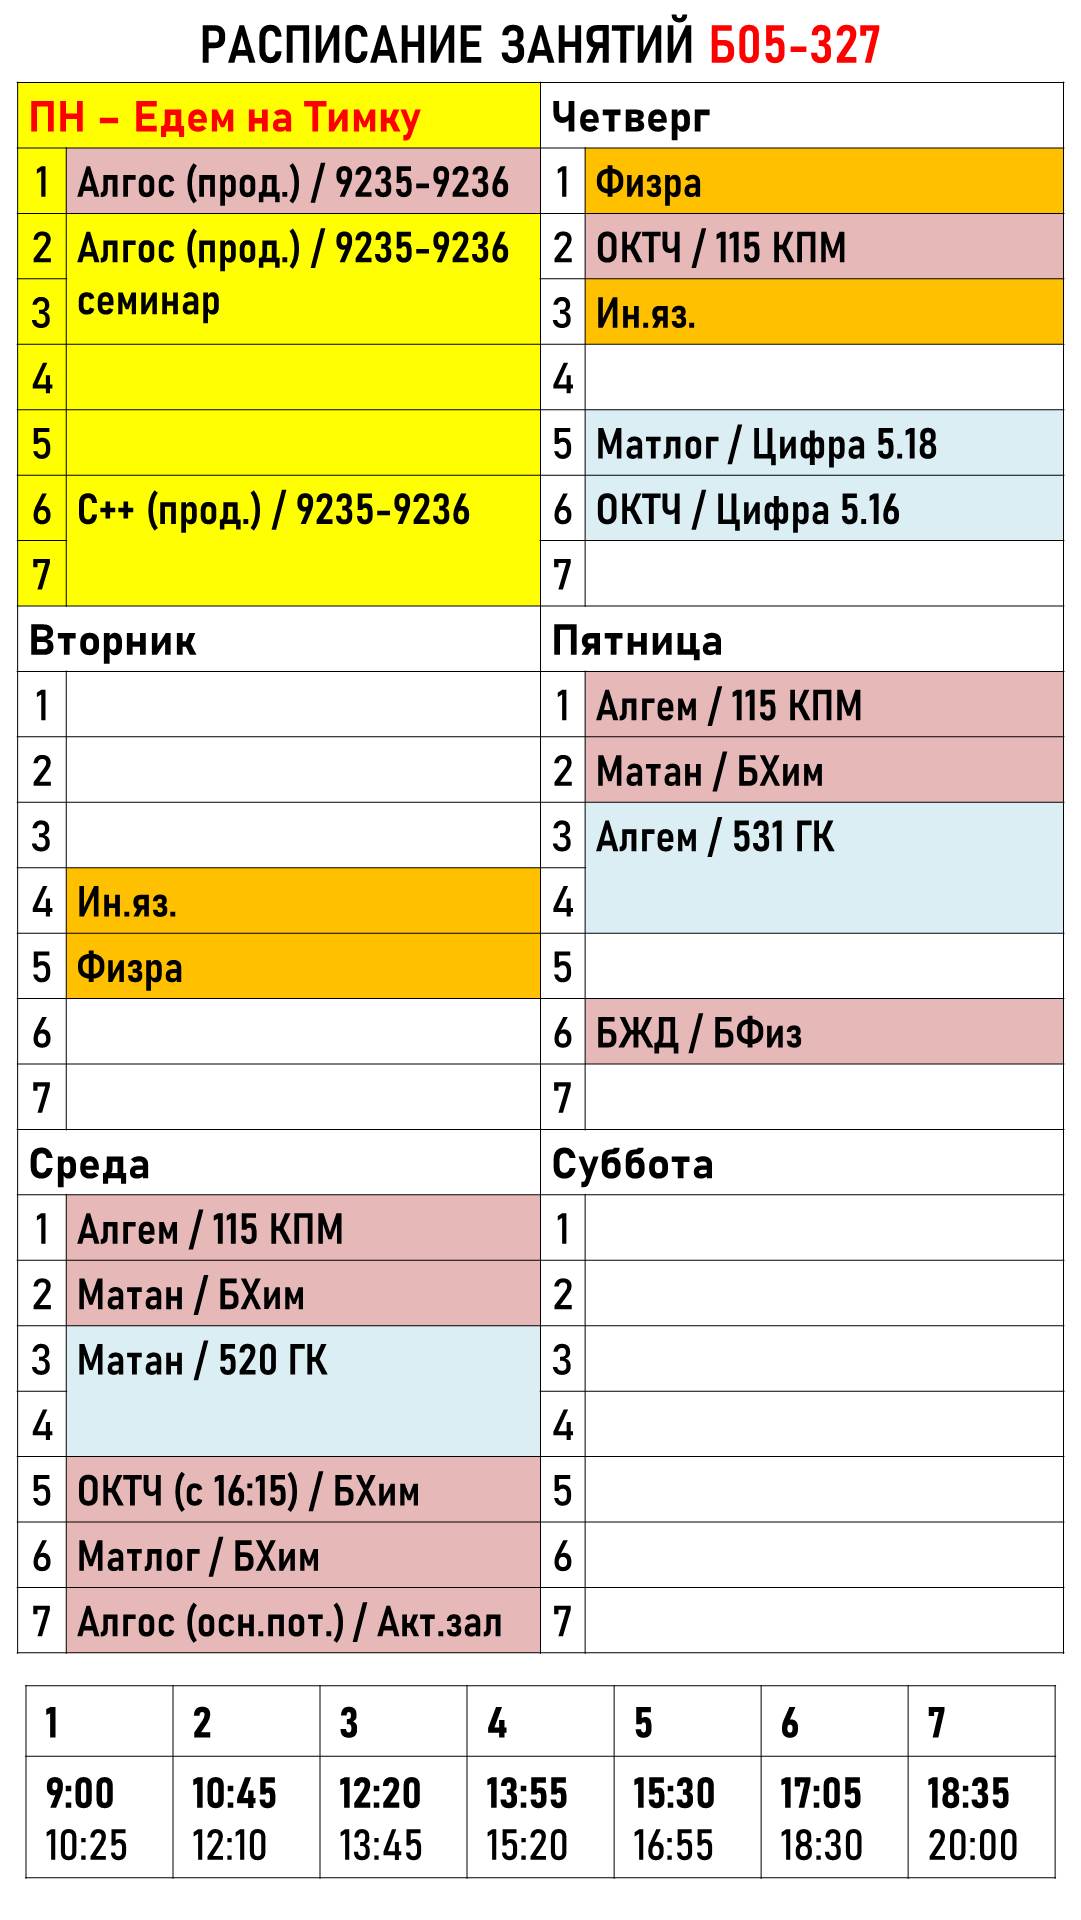 РАСПИСАНИЕ ЗАНЯТИЙ Б05-327
ПН – Едем на Тимку
1 Алгос (прод.) / 9235-9236
2 Алгос (прод.) / 9235-9236
3 семинар
4
5
6 С++ (прод.) / 9235-9236
7
Вторник
1
2
3
4 Ин.яз.
5 Физра
6
7
Среда
1 Алгем / 115 КПМ
2 Матан / БХим
3 Матан / 520 ГК
4
5 ОКТЧ (с 16:15) / БХим
6 Матлог / БХим
7 Алгос (осн.пот.) / Акт.зал
Четверг
1 Физра
2 ОКТЧ / 115 КПМ
3 Ин.яз.
4
5 Матлог / Цифра 5.18
6 ОКТЧ / Цифра 5.16
7
Пятница
1 Алгем / 115 КПМ
2 Матан / БХим
3 Алгем / 531 ГК
4
5
6 БЖД / БФиз
7
Суббота
1
2
3
4
5
6
7
1 2 3 4 5 6 7
9:00 10:45 12:20 13:55 15:30 17:05 18:35
10:25 12:10 13:45 15:20 16:55 18:30 20:00